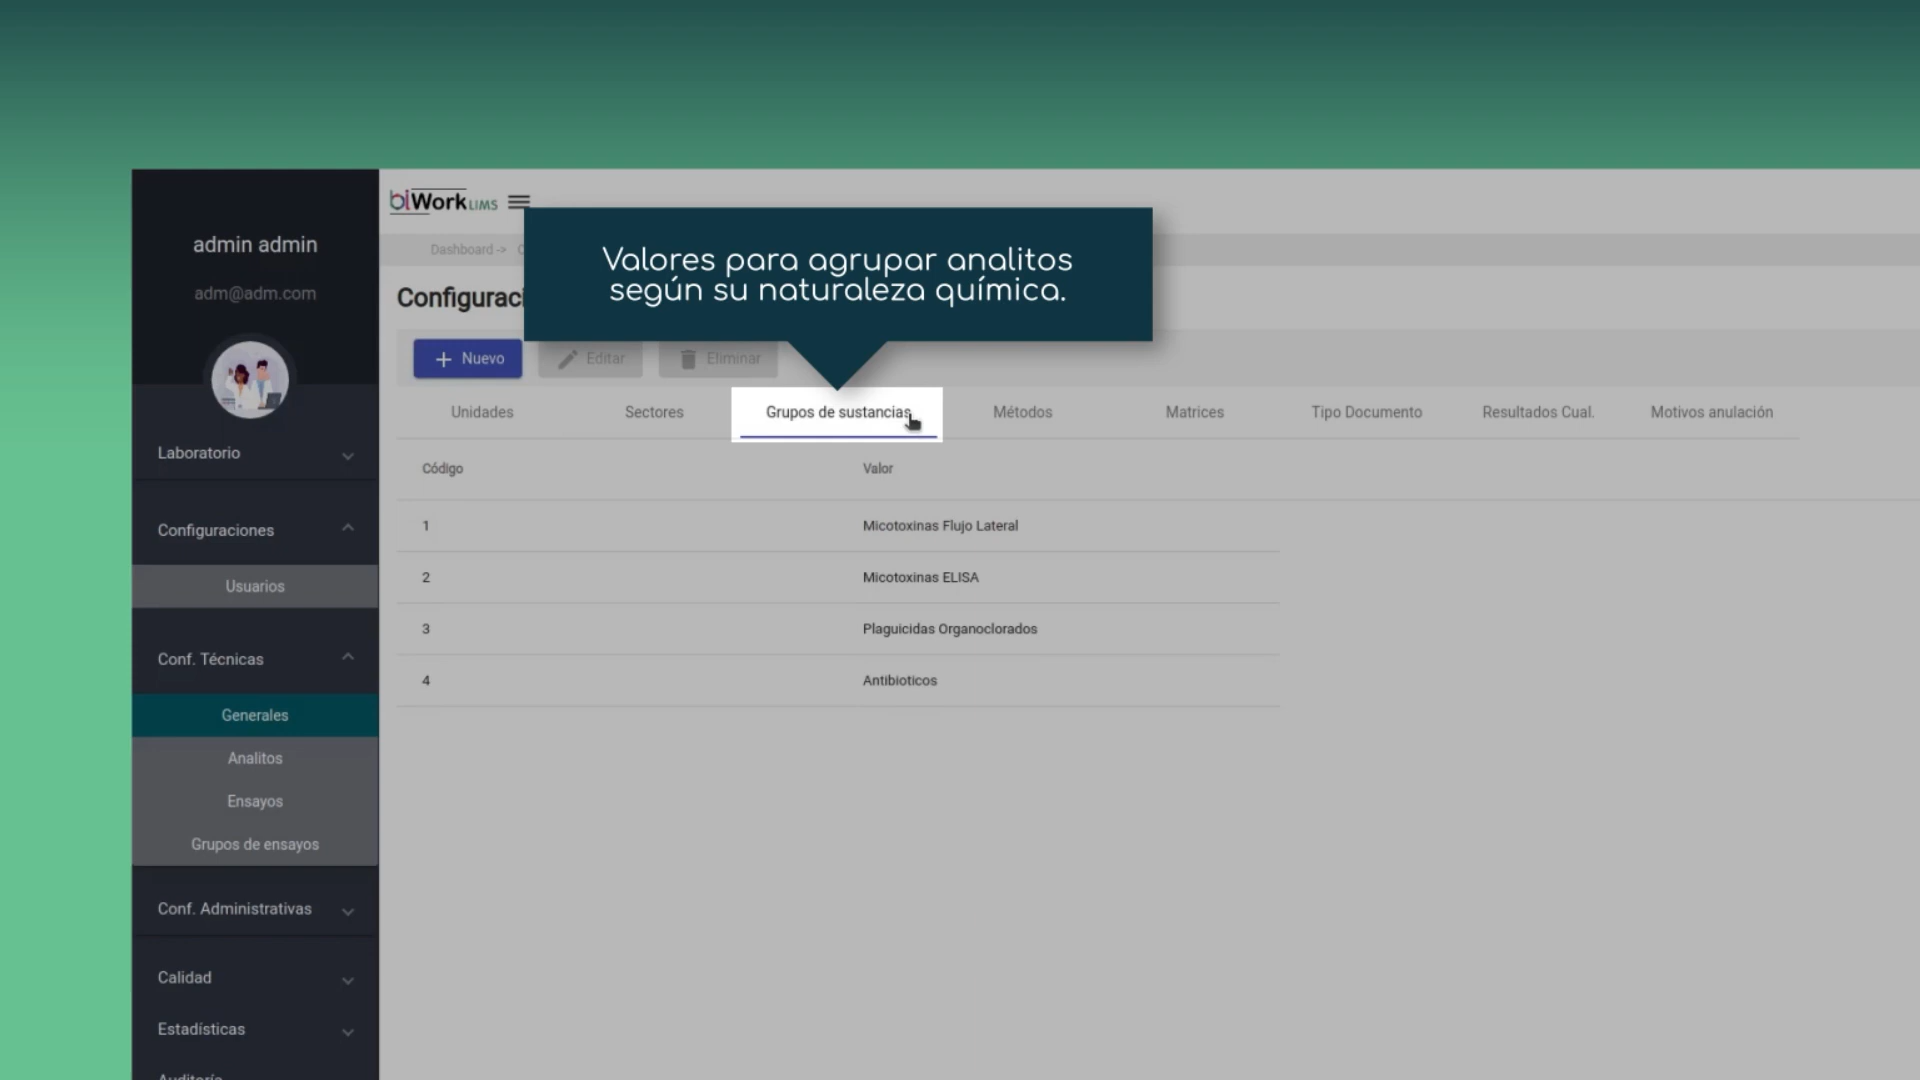 admin admin
adm@adm.com
Laboratorio
Configuraciones
Usuarios
Conf. Técnicas
Generales
Analitos
Ensayos
Grupos de ensayos
Conf. Administrativas
Calidad
Estadísticas
Auditoría
biWork LIMS
Dashboard ->
Valores para agrupar analitos
según su naturaleza química.
+ Nuevo Editar Eliminar
Unidades Sectores Grupos de sustancias Métodos Matrices Tipo Documento Resultados Cual. Motivos anulación
Código Valor
1 Micotoxinas Flujo Lateral
2 Micotoxinas ELISA
3 Plaguicidas Organoclorados
4 Antibioticos